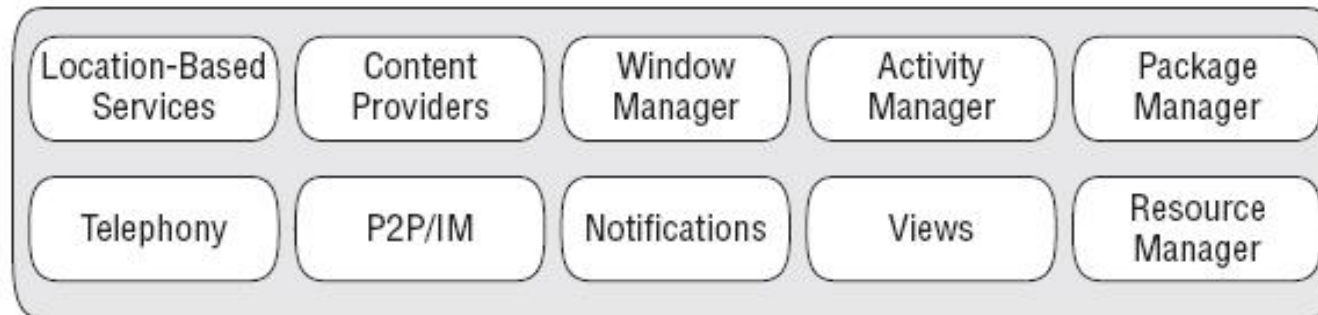 Location-Based
Services
Content
Providers
Window
Manager
Activity
Manager
Package
Manager
Telephony
P2P/IM
Notifications
Views
Resource
Manager